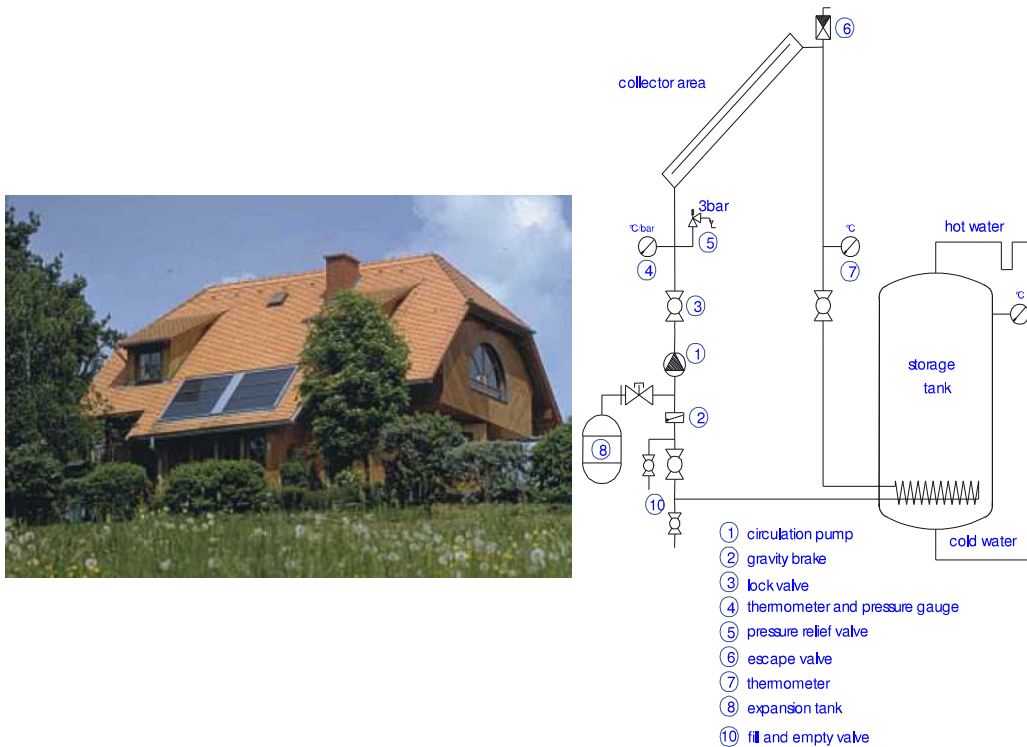 6
collector area
3bar
°C/bar
5
4
°C
7
hot water
°C
3
1
storage
tank
2
8
10
cold water
1 circulation pump
2 gravity brake
3 lock valve
4 thermometer and pressure gauge
5 pressure relief valve
6 escape valve
7 thermometer
8 expansion tank
10 fill and empty valve